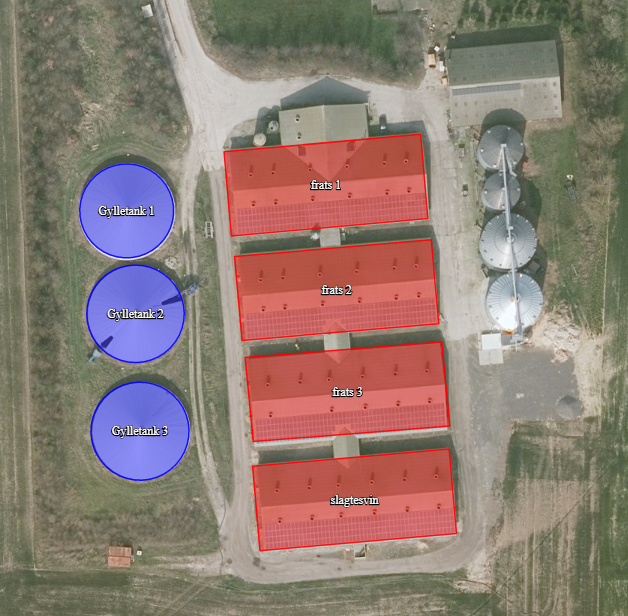 frats 1
Gylletank 1
frats 2
Gylletank 2
frats 3
Gylletank 3
slagtesvin